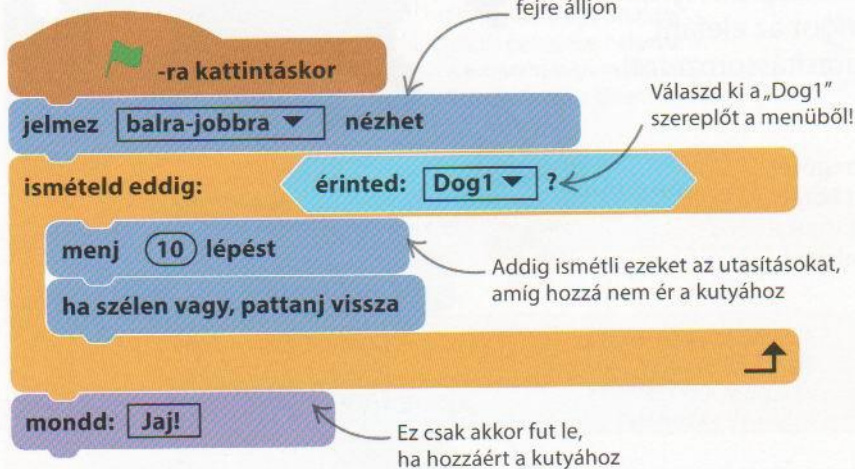 fejre álljon
-ra kattintáskor
jelmez balra-jobbra ▼ nézhet
Válaszd ki a „Dog1”
szereplőt a menüből!
ismételd eddig: érinted: Dog1 ▼ ?
menj 10 lépést
Addig ismétli ezeket az utasításokat,
amíg hozzá nem ér a kutyához
ha szélen vagy, pattanj vissza
mondd: Jaj!
Ez csak akkor fut le,
ha hozzáért a kutyához